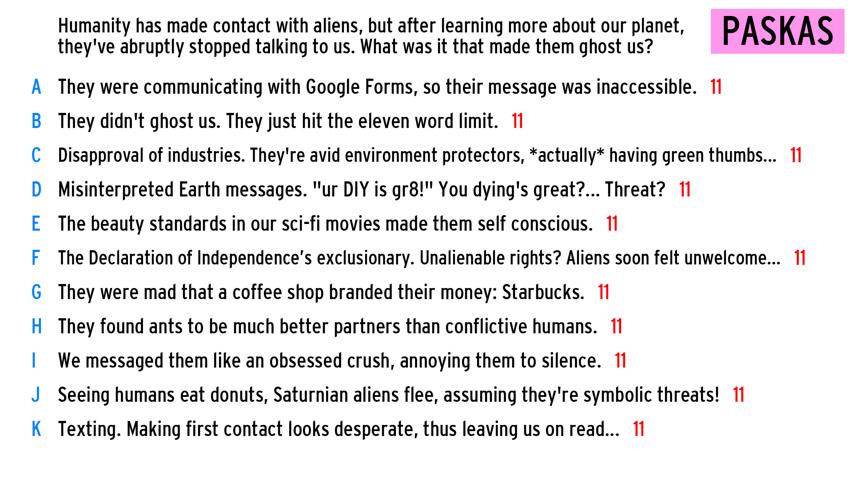 Humanity has made contact with aliens, but after learning more about our planet,
they've abruptly stopped talking to us. What was it that made them ghost us?
PASKAS
A They were communicating with Google Forms, so their message was inaccessible. 11
B They didn't ghost us. They just hit the eleven word limit. 11
C Disapproval of industries. They're avid environment protectors, *actually* having green thumbs... 11
D Misinterpreted Earth messages. "ur DIY is gr8!" You dying's great?... Threat? 11
E The beauty standards in our sci-fi movies made them self conscious. 11
F The Declaration of Independence’s exclusionary. Unalienable rights? Aliens soon felt unwelcome... 11
G They were mad that a coffee shop branded their money: Starbucks. 11
H They found ants to be much better partners than conflictive humans. 11
I We messaged them like an obsessed crush, annoying them to silence. 11
J Seeing humans eat donuts, Saturnian aliens flee, assuming they're symbolic threats! 11
K Texting. Making first contact looks desperate, thus leaving us on read... 11